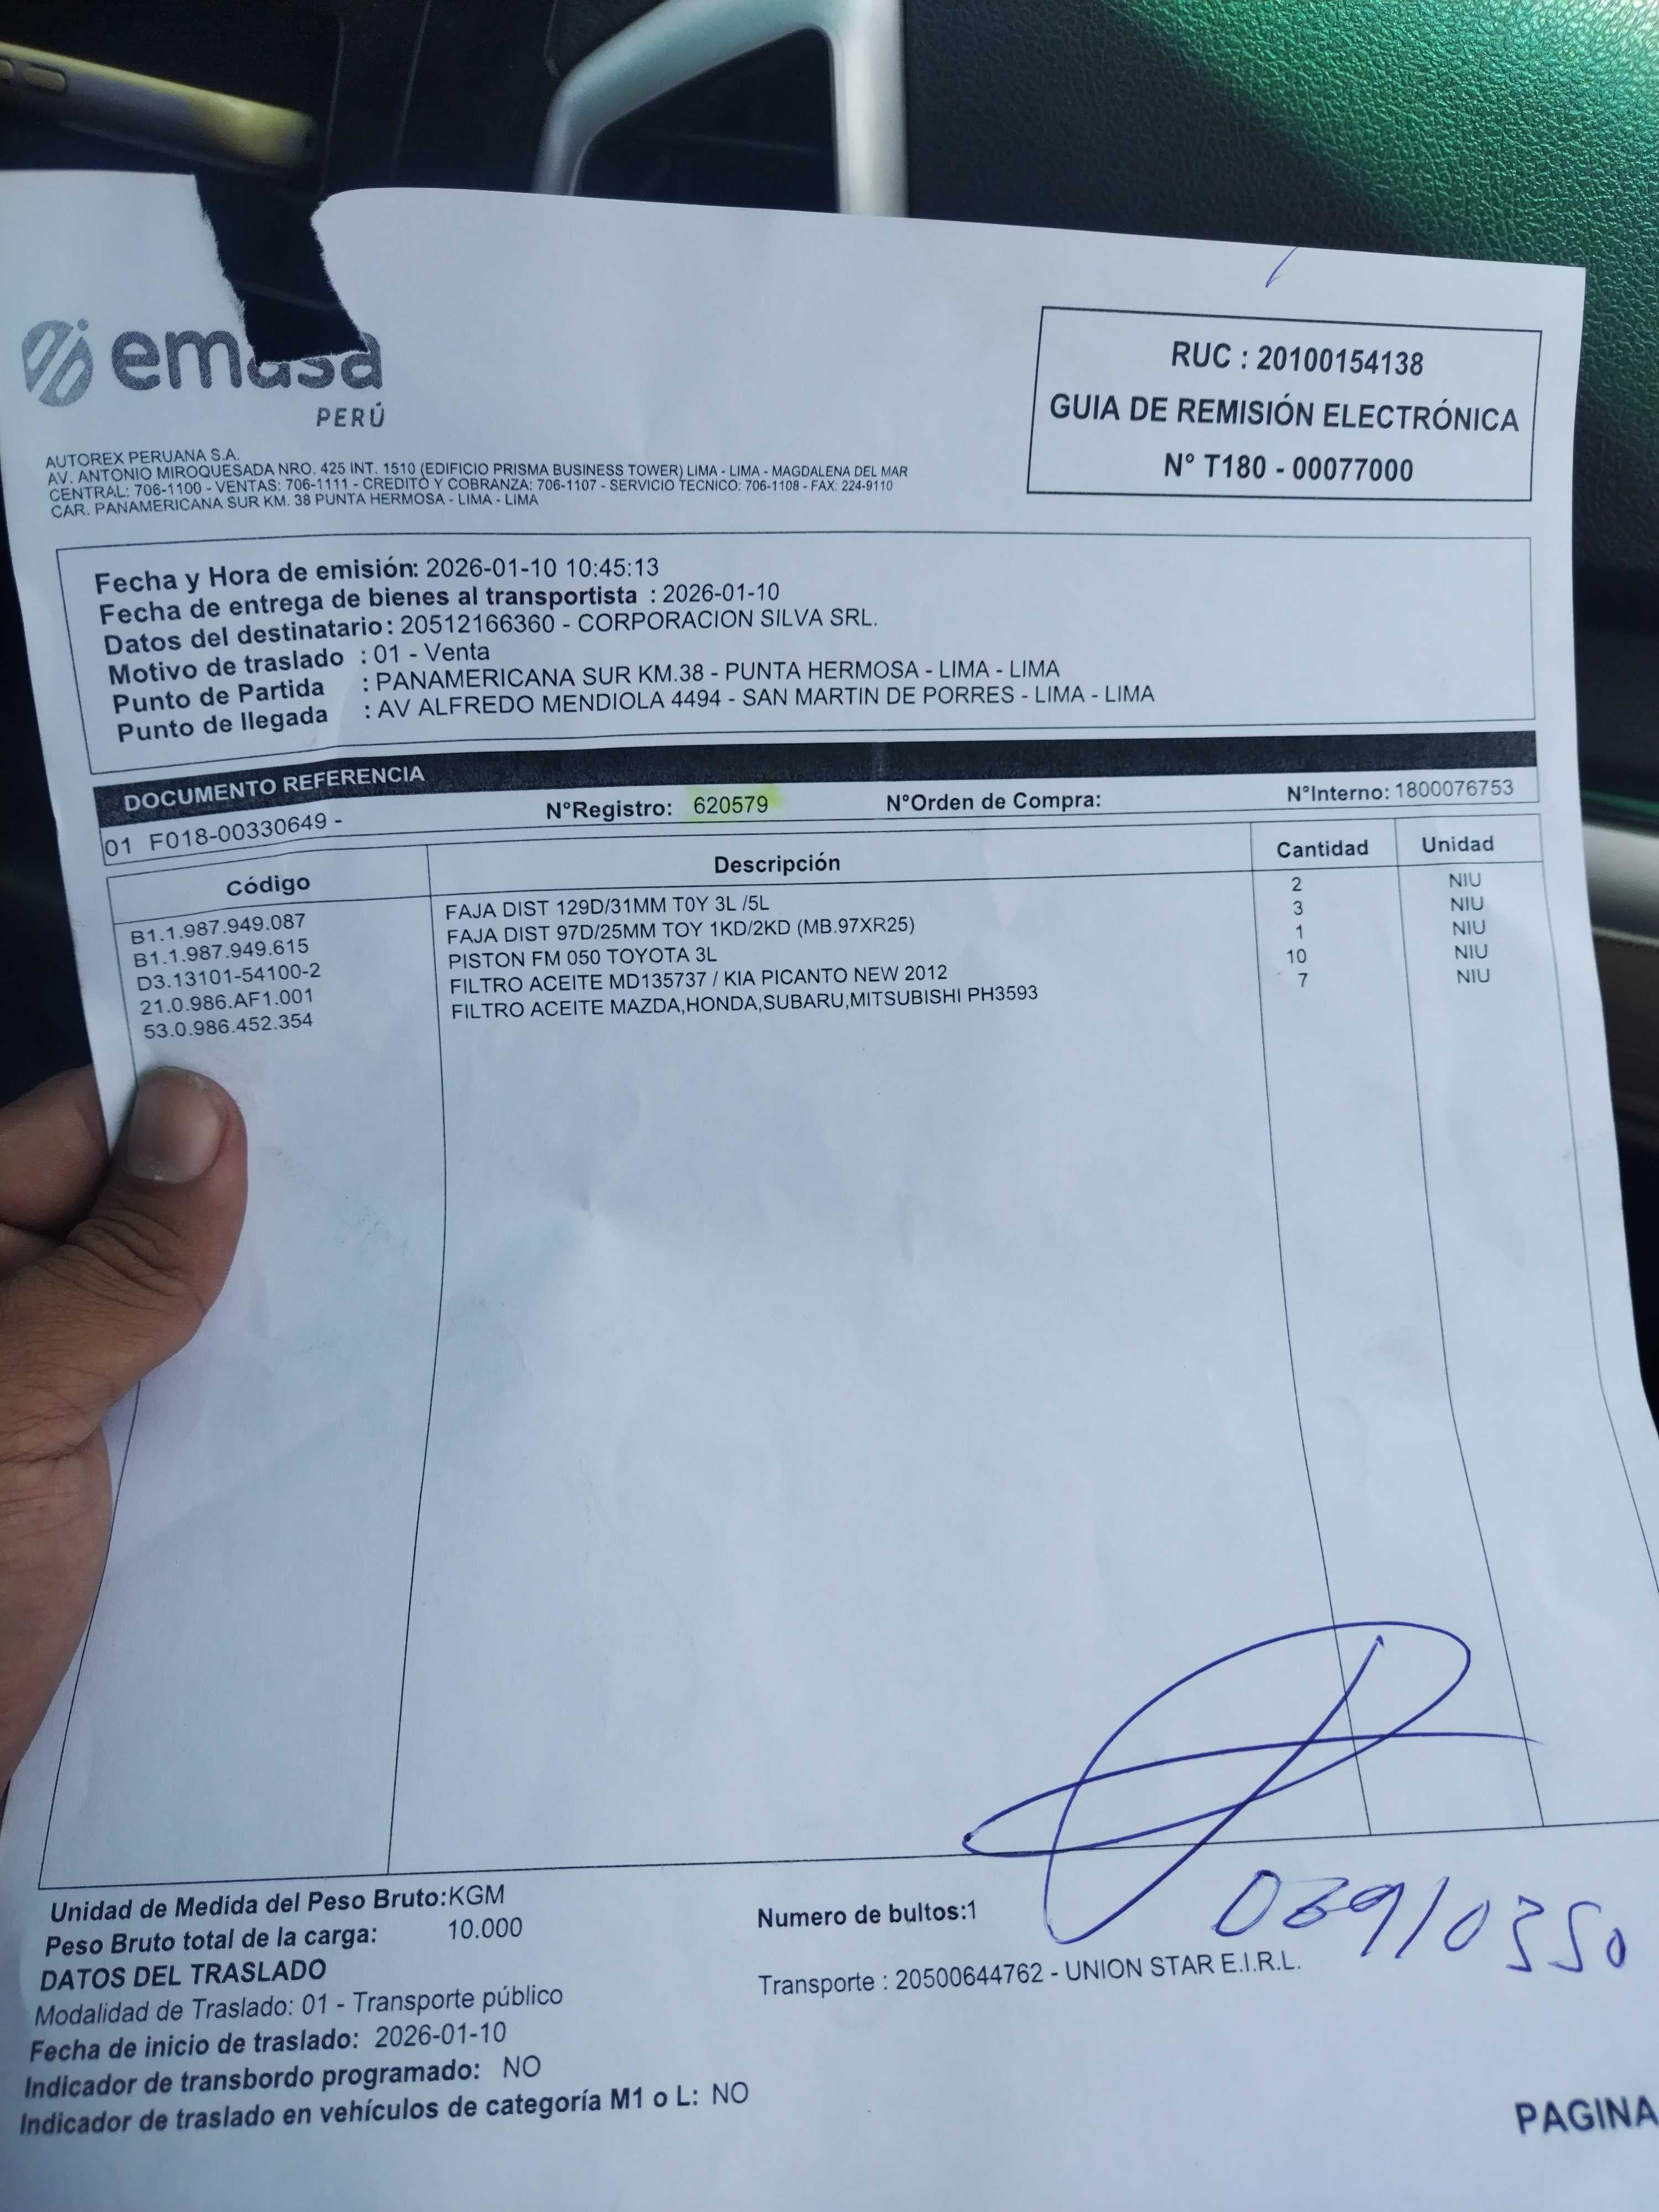 emasa
PERÚ
RUC : 20100154138
GUIA DE REMISIÓN ELECTRÓNICA
N° T180 - 00077000
AUTOREX PERUANA S.A.
AV. ANTONIO MIROQUESADA NRO. 425 INT. 1510 (EDIFICIO PRISMA BUSINESS TOWER) LIMA - LIMA - MAGDALENA DEL MAR
CENTRAL: 706-1100 - VENTAS: 706-1111 - CREDITO Y COBRANZA: 706-1107 - SERVICIO TECNICO: 706-1108 - FAX: 224-9110
CAR. PANAMERICANA SUR KM. 38 PUNTA HERMOSA - LIMA - LIMA
Fecha y Hora de emisión: 2026-01-10 10:45:13
Fecha de entrega de bienes al transportista : 2026-01-10
Datos del destinatario: 20512166360 - CORPORACION SILVA SRL.
Motivo de traslado : 01 - Venta
Punto de Partida : PANAMERICANA SUR KM.38 - PUNTA HERMOSA - LIMA - LIMA
Punto de llegada : AV ALFREDO MENDIOLA 4494 - SAN MARTIN DE PORRES - LIMA - LIMA
DOCUMENTO REFERENCIA
01 F018-00330649 - N°Registro: 620579 N°Orden de Compra: N°Interno: 1800076753
Código Descripción Cantidad Unidad
B1.1.987.949.087 FAJA DIST 129D/31MM T0Y 3L /5L 2 NIU
B1.1.987.949.615 FAJA DIST 97D/25MM TOY 1KD/2KD (MB.97XR25) 3 NIU
D3.13101-54100-2 PISTON FM 050 TOYOTA 3L 1 NIU
21.0.986.AF1.001 FILTRO ACEITE MD135737 / KIA PICANTO NEW 2012 10 NIU
53.0.986.452.354 FILTRO ACEITE MAZDA,HONDA,SUBARU,MITSUBISHI PH3593 7 NIU
Unidad de Medida del Peso Bruto:KGM
Peso Bruto total de la carga: 10.000 Numero de bultos:1
DATOS DEL TRASLADO
Modalidad de Traslado: 01 - Transporte público Transporte : 20500644762 - UNION STAR E.I.R.L.
Fecha de inicio de traslado: 2026-01-10
Indicador de transbordo programado: NO
Indicador de traslado en vehículos de categoría M1 o L: NO
PAGINA